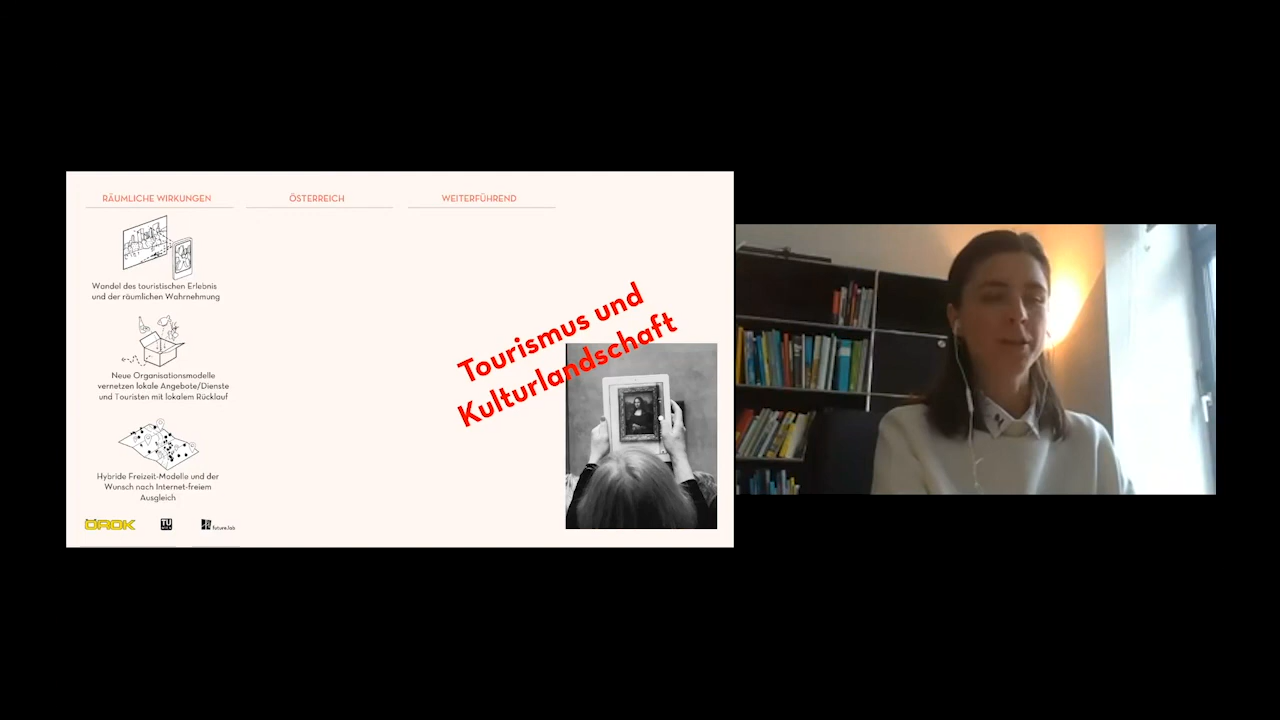 RÄUMLICHE WIRKUNGEN
ÖSTERREICH
WEITERFÜHREND
Wandel des touristischen Erlebnis
und der räumlichen Wahrnehmung
Neue Organisationsmodelle
vernetzen lokale Angebote/Dienste
und Touristen mit lokalem Rücklauf
Hybride Freizeit-Modelle und der
Wunsch nach Internet-freiem
Ausgleich
Tourismus und
Kulturlandschaft
ÖROK
TU
future.lab